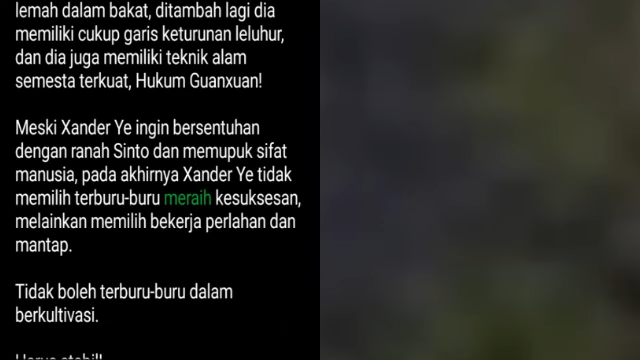 lemah dalam bakat, ditambah lagi dia
memiliki cukup garis keturunan leluhur,
dan dia juga memiliki teknik alam
semesta terkuat, Hukum Guanxuan!
Meski Xander Ye ingin bersentuhan
dengan ranah Sinto dan memupuk sifat
manusia, pada akhirnya Xander Ye tidak
memilih terburu-buru meraih kesuksesan,
melainkan memilih bekerja perlahan dan
mantap.
Tidak boleh terburu-buru dalam
berkultivasi.